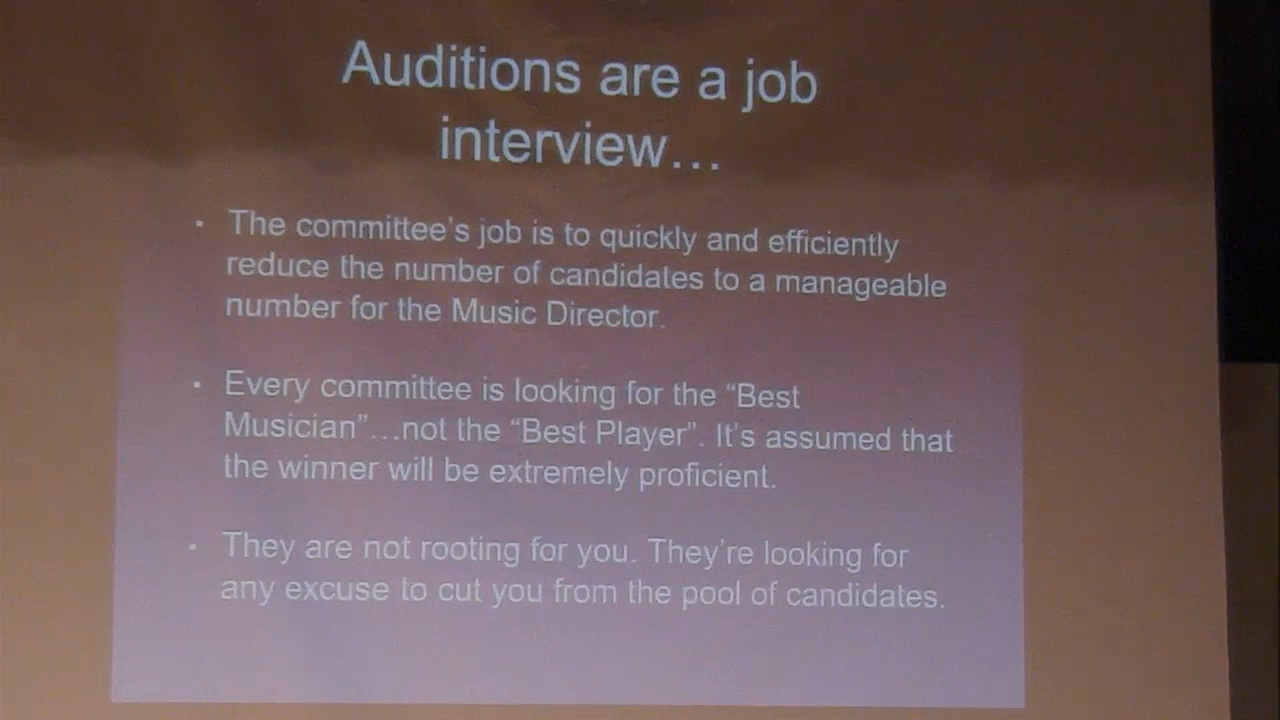 Auditions are a job
interview…
· The committee’s job is to quickly and efficiently
reduce the number of candidates to a manageable
number for the Music Director.
· Every committee is looking for the “Best
Musician”…not the “Best Player”. It’s assumed that
the winner will be extremely proficient.
· They are not rooting for you. They’re looking for
any excuse to cut you from the pool of candidates.